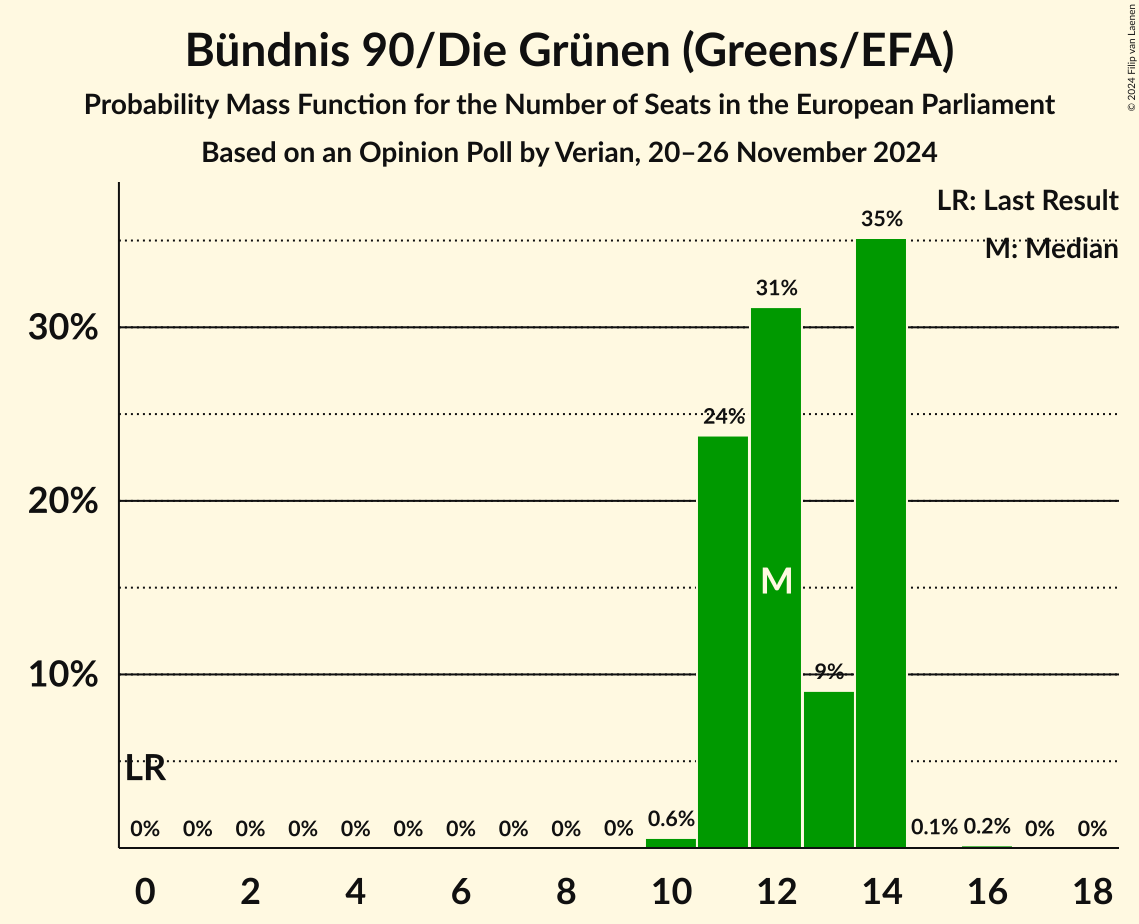 Bündnis 90/Die Grünen (Greens/EFA)
Probability Mass Function for the Number of Seats in the European Parliament
Based on an Opinion Poll by Verian, 20–26 November 2024
© 2024 Filip van Laenen
LR: Last Result
M: Median
35%
31%
30%
24%
20%
M
10%
9%
LR
0% 0% 0% 0% 0% 0% 0% 0% 0% 0% 0.6% 0.1% 0.2% 0% 0%
0 2 4 6 8 10 12 14 16 18